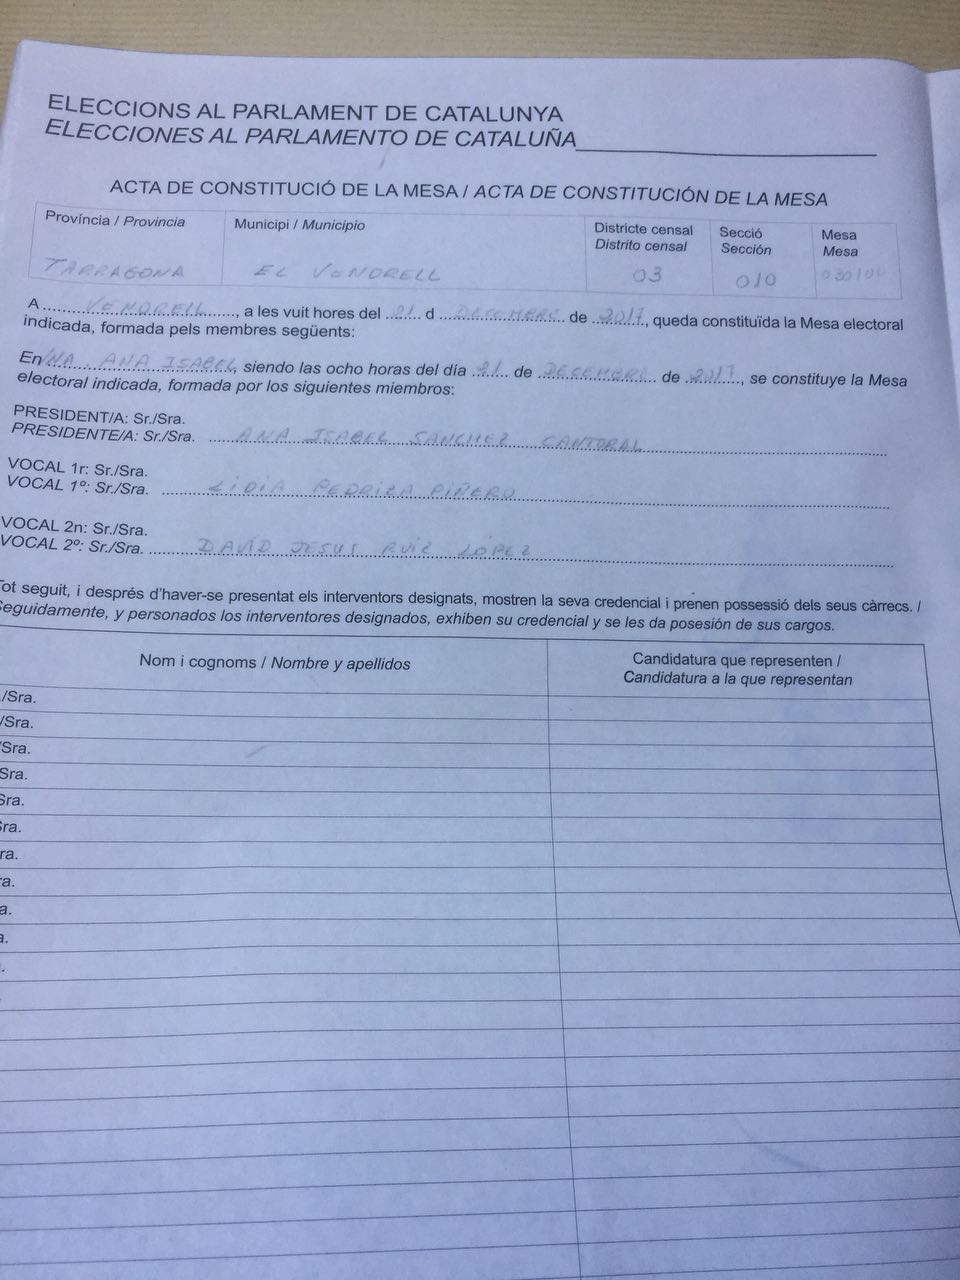 ELECCIONS AL PARLAMENT DE CATALUNYA
ELECCIONES AL PARLAMENTO DE CATALUÑA
ACTA DE CONSTITUCIÓ DE LA MESA / ACTA DE CONSTITUCIÓN DE LA MESA
Província / Provincia Municipi / Municipio Districte censal Distrito censal Secció Sección Mesa Mesa
TARRAGONA EL VENDRELL 03 010
A VENDRELL, a les vuit hores del 21 d DESEMBRE de 2017, queda constituïda la Mesa electoral
indicada, formada pels membres següents:
En/NA ANA ISABEL, siendo las ocho horas del día 21 de DESEMBRE de 2017, se constituye la Mesa
electoral indicada, formada por los siguientes miembros:
PRESIDENT/A: Sr./Sra.
PRESIDENTE/A: Sr./Sra. ANA ISABEL SANCHEZ CANTORAL
VOCAL 1r: Sr./Sra.
VOCAL 1º: Sr./Sra. LIDIA PEDRIZA PIÑERO
VOCAL 2n: Sr./Sra.
VOCAL 2º: Sr./Sra. DAVID JESUS RUIZ LOPEZ
Tot seguit, i després d'haver-se presentat els interventors designats, mostren la seva credencial i prenen possessió dels seus càrrecs. /
Seguidamente, y personados los interventores designados, exhiben su credencial y se les da posesión de sus cargos.
Nom i cognoms / Nombre y apellidos Candidatura que representen /
Candidatura a la que representan
/Sra.
/Sra.
/Sra.
Sra.
Sra.
Sra.
ra.
ra.
a.
a.